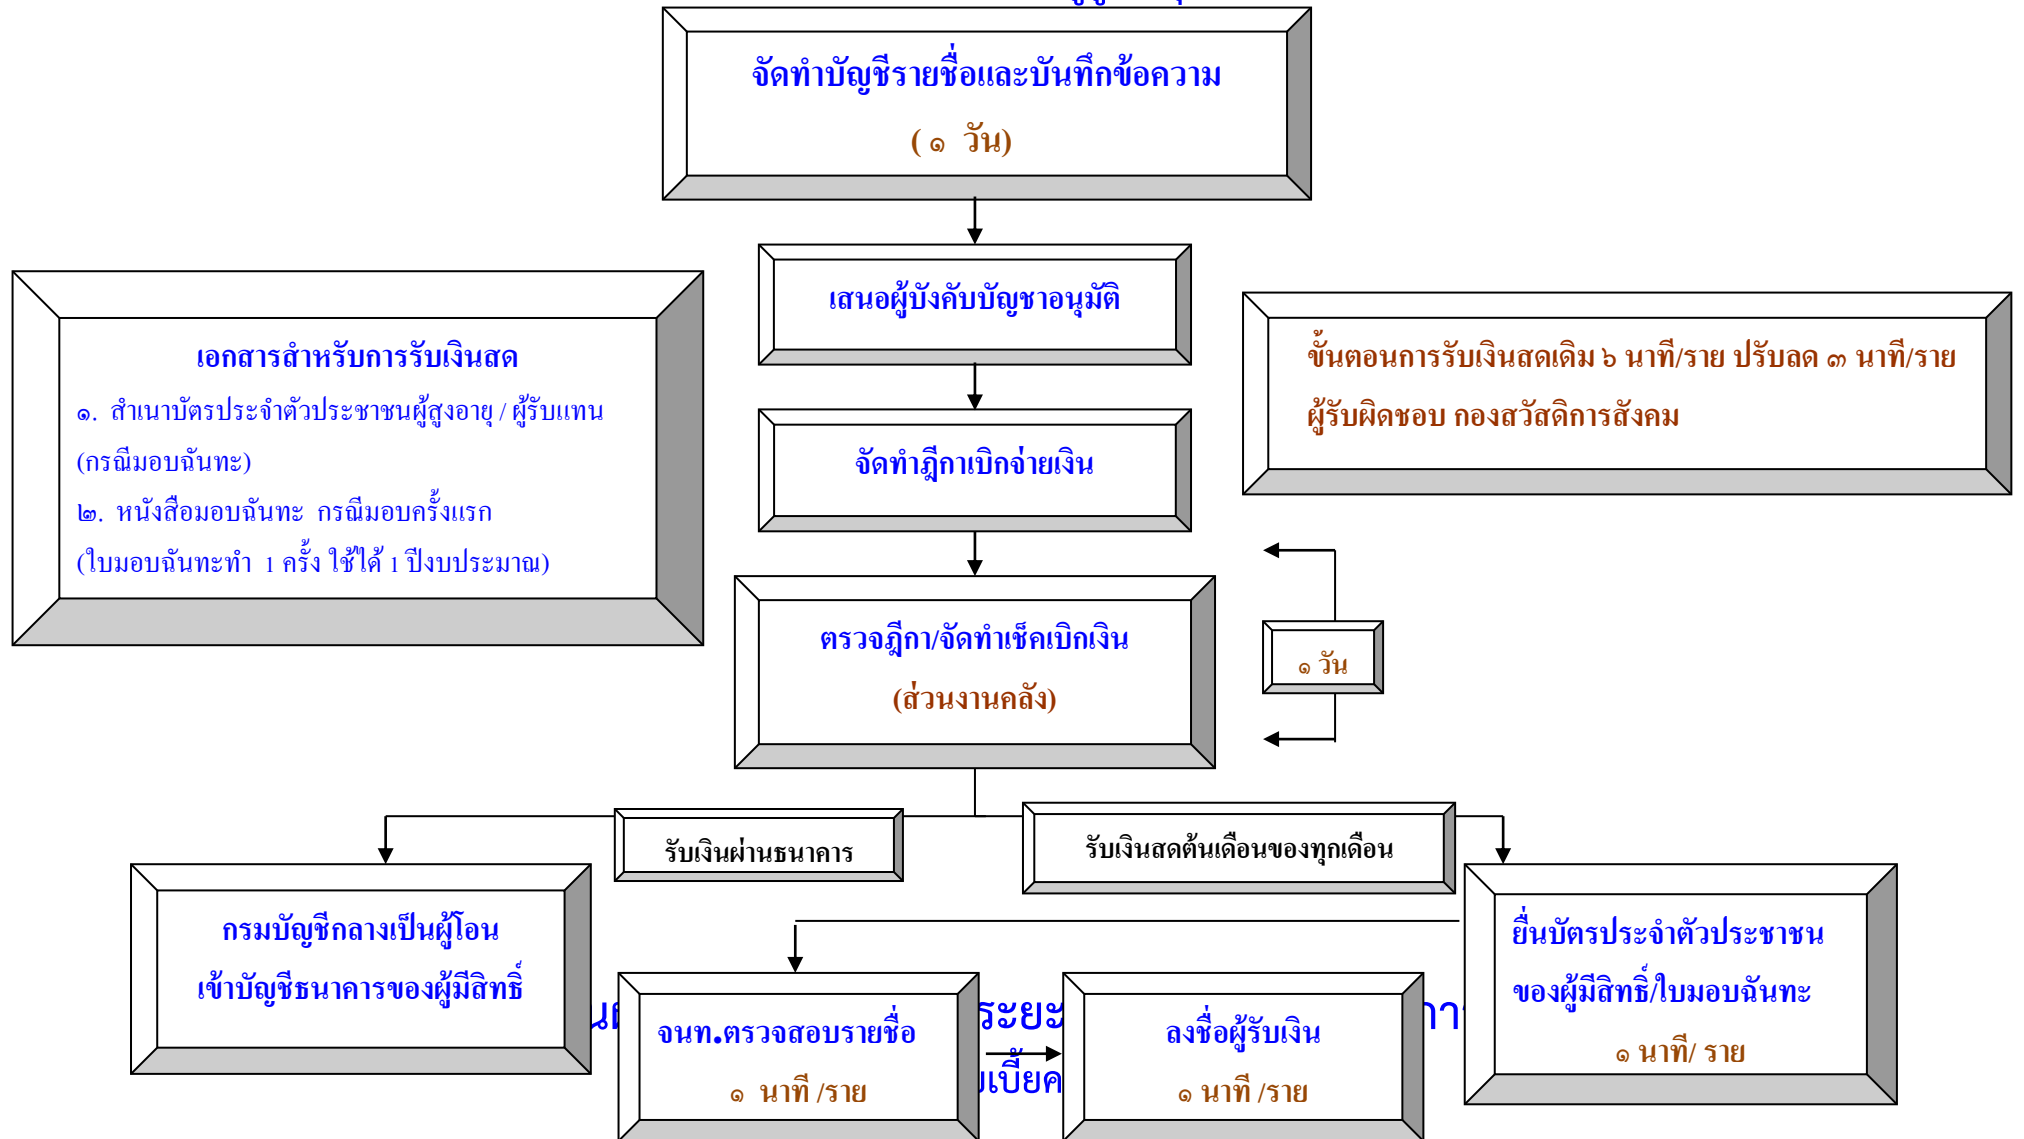 จัดทำบัญชีรายชื่อและบันทึกข้อความ
( ๑ วัน)
เสนอผู้บังคับบัญชาอนุมัติ
เอกสารสำหรับการรับเงินสด
๑. สำเนาบัตรประจำตัวประชาชนผู้สูงอายุ / ผู้รับแทน
(กรณีมอบฉันทะ)
๒. หนังสือมอบฉันทะ กรณีมอบครั้งแรก
(ใบมอบฉันทะทำ 1 ครั้ง ใช้ได้ 1 ปีงบประมาณ)
ขั้นตอนการรับเงินสดเดิม ๖ นาที/ราย ปรับลด ๓ นาที/ราย
ผู้รับผิดชอบ กองสวัสดิการสังคม
จัดทำฎีกาเบิกจ่ายเงิน
ตรวจฎีกา/จัดทำเช็คเบิกเงิน
(ส่วนงานคลัง)
๑ วัน
รับเงินผ่านธนาคาร
รับเงินสดต้นเดือนของทุกเดือน
กรมบัญชีกลางเป็นผู้โอน
เข้าบัญชีธนาคารของผู้มีสิทธิ์
ยื่นบัตรประจำตัวประชาชน
ของผู้มีสิทธิ์/ใบมอบฉันทะ
๑ นาที/ ราย
ระยะ
จนท.ตรวจสอบรายชื่อ
๑ นาที /ราย
ลงชื่อผู้รับเงิน
๑ นาที /ราย